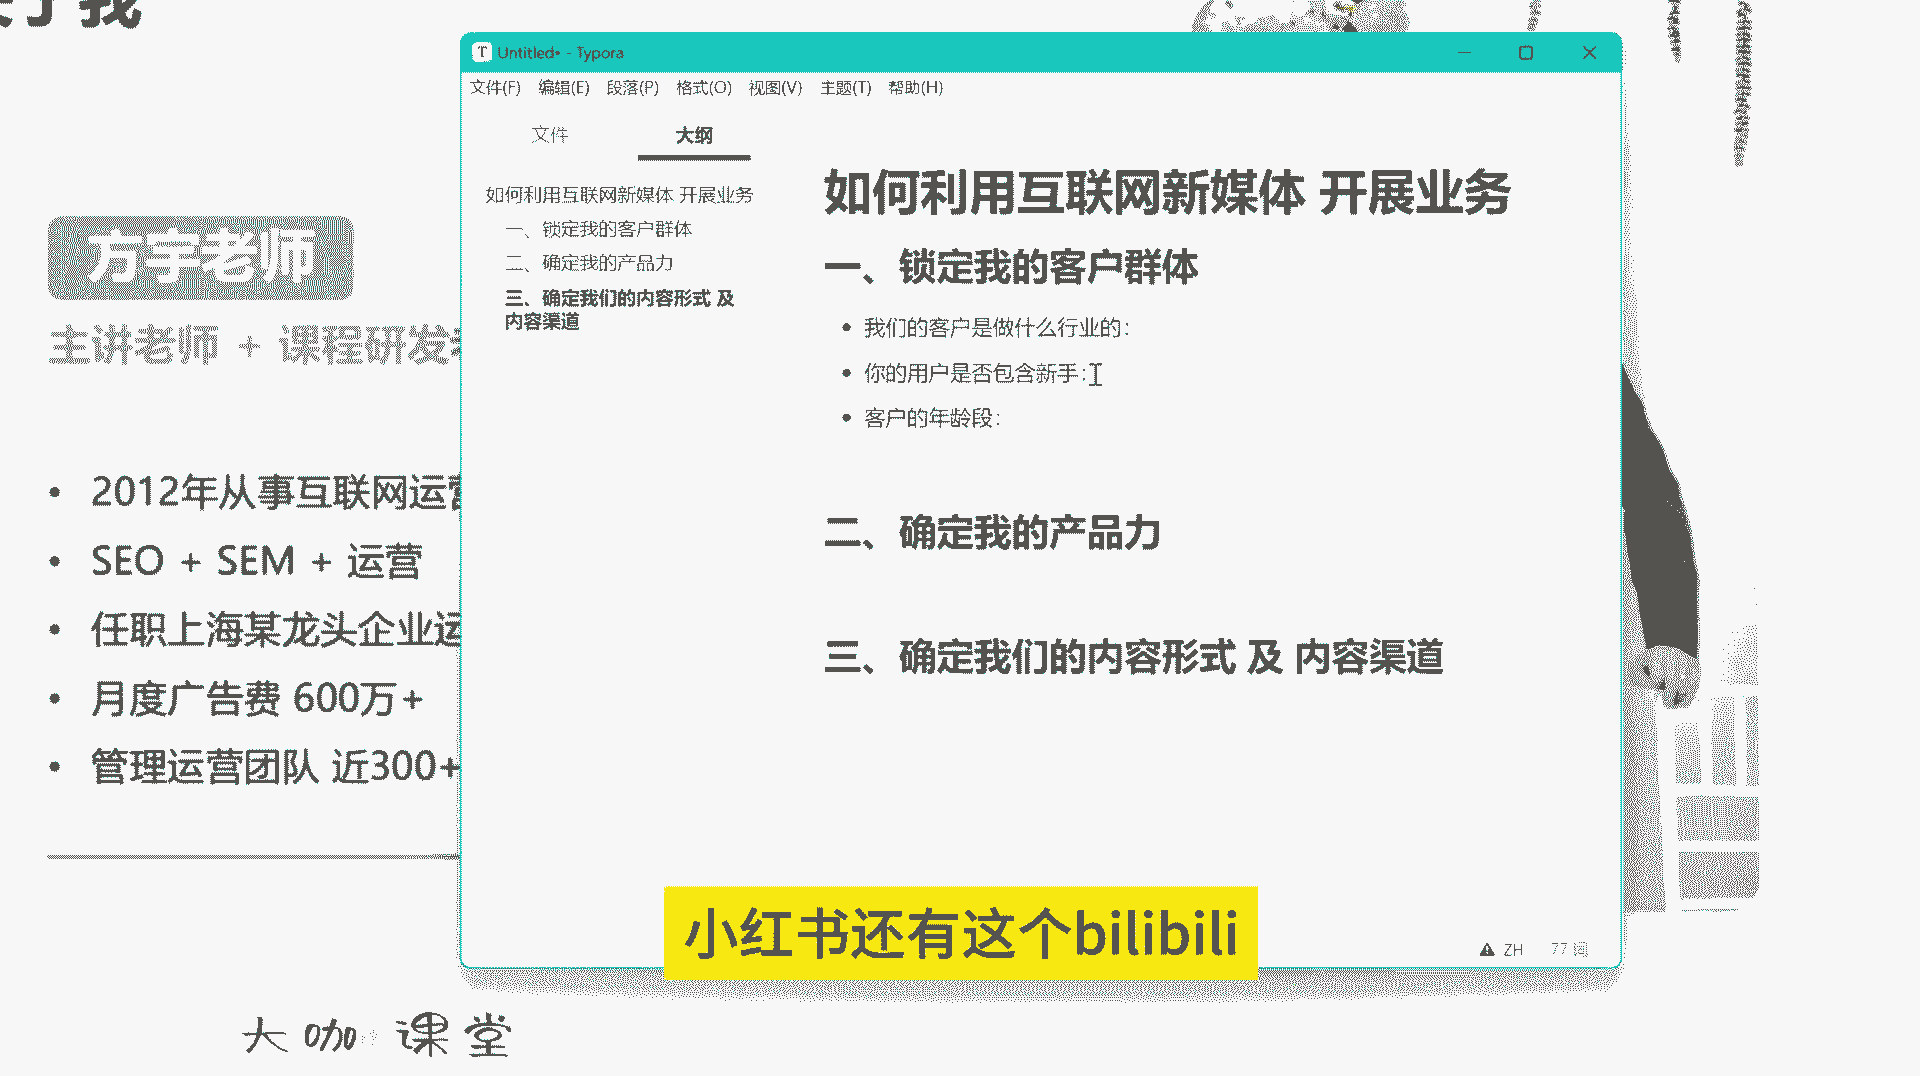 Untitled• - Typora
文件(F) 编辑(E) 段落(P) 格式(O) 视图(V) 主题(T) 帮助(H)
文件 大纲
如何利用互联网新媒体 开展业务
一、锁定我的客户群体
二、确定我的产品力
三、确定我们的内容形式 及
内容渠道
如何利用互联网新媒体 开展业务
一、锁定我的客户群体
• 我们的客户是做什么行业的:
• 你的用户是否包含新手:
• 客户的年龄段:
二、确定我的产品力
三、确定我们的内容形式 及 内容渠道
ZH 77 词
方宇老师
主讲老师 + 课程研发
• 2012年从事互联网运营
• SEO + SEM + 运营
• 任职上海某龙头企业运
• 月度广告费 600万+
• 管理运营团队 近300+
小红书还有这个bilibili
大咖课堂